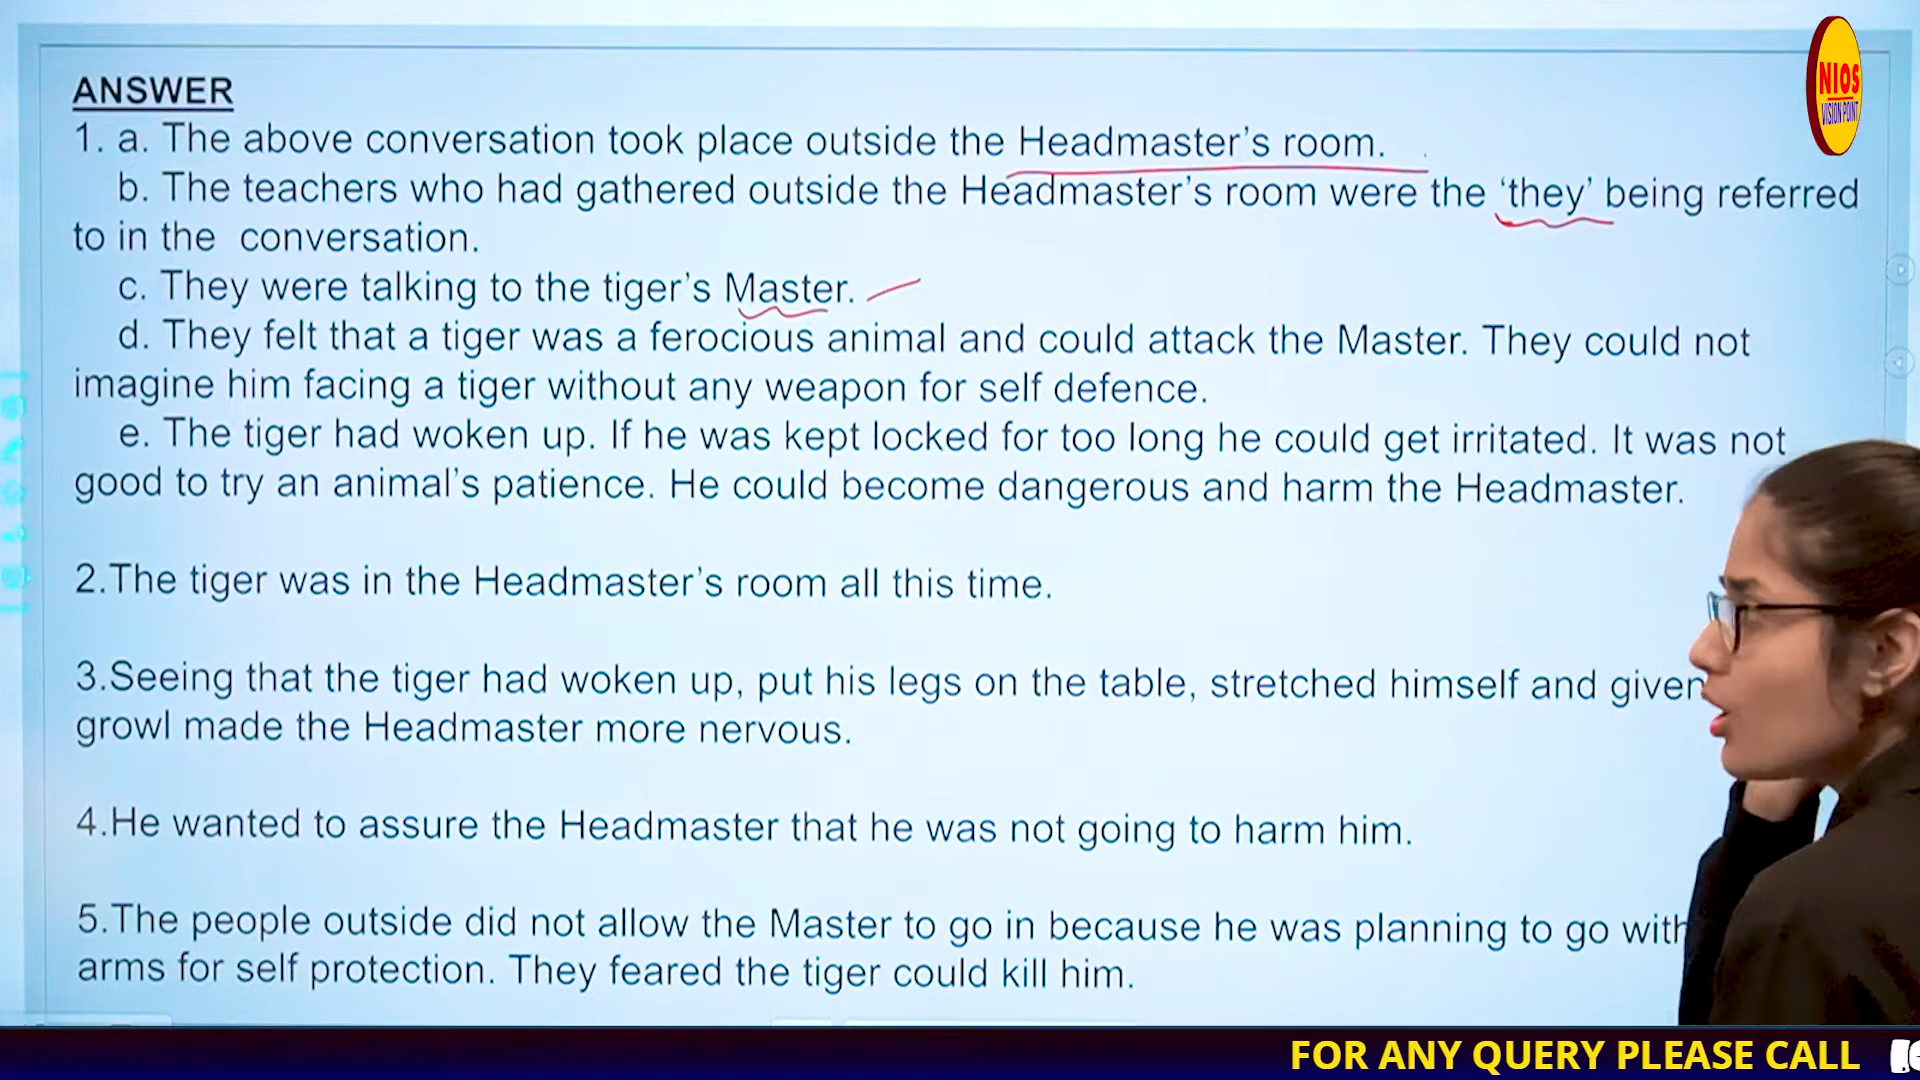 ANSWER
1. a. The above conversation took place outside the Headmaster's room.
b. The teachers who had gathered outside the Headmaster's room were the 'they' being referred
to in the conversation.
c. They were talking to the tiger's Master.
d. They felt that a tiger was a ferocious animal and could attack the Master. They could not
imagine him facing a tiger without any weapon for self defence.
e. The tiger had woken up. If he was kept locked for too long he could get irritated. It was not
good to try an animal's patience. He could become dangerous and harm the Headmaster.
2.The tiger was in the Headmaster's room all this time.
3.Seeing that the tiger had woken up, put his legs on the table, stretched himself and given
growl made the Headmaster more nervous.
4.He wanted to assure the Headmaster that he was not going to harm him.
5.The people outside did not allow the Master to go in because he was planning to go with
arms for self protection. They feared the tiger could kill him.
NIOS
VISION POINT
FOR ANY QUERY PLEASE CALL